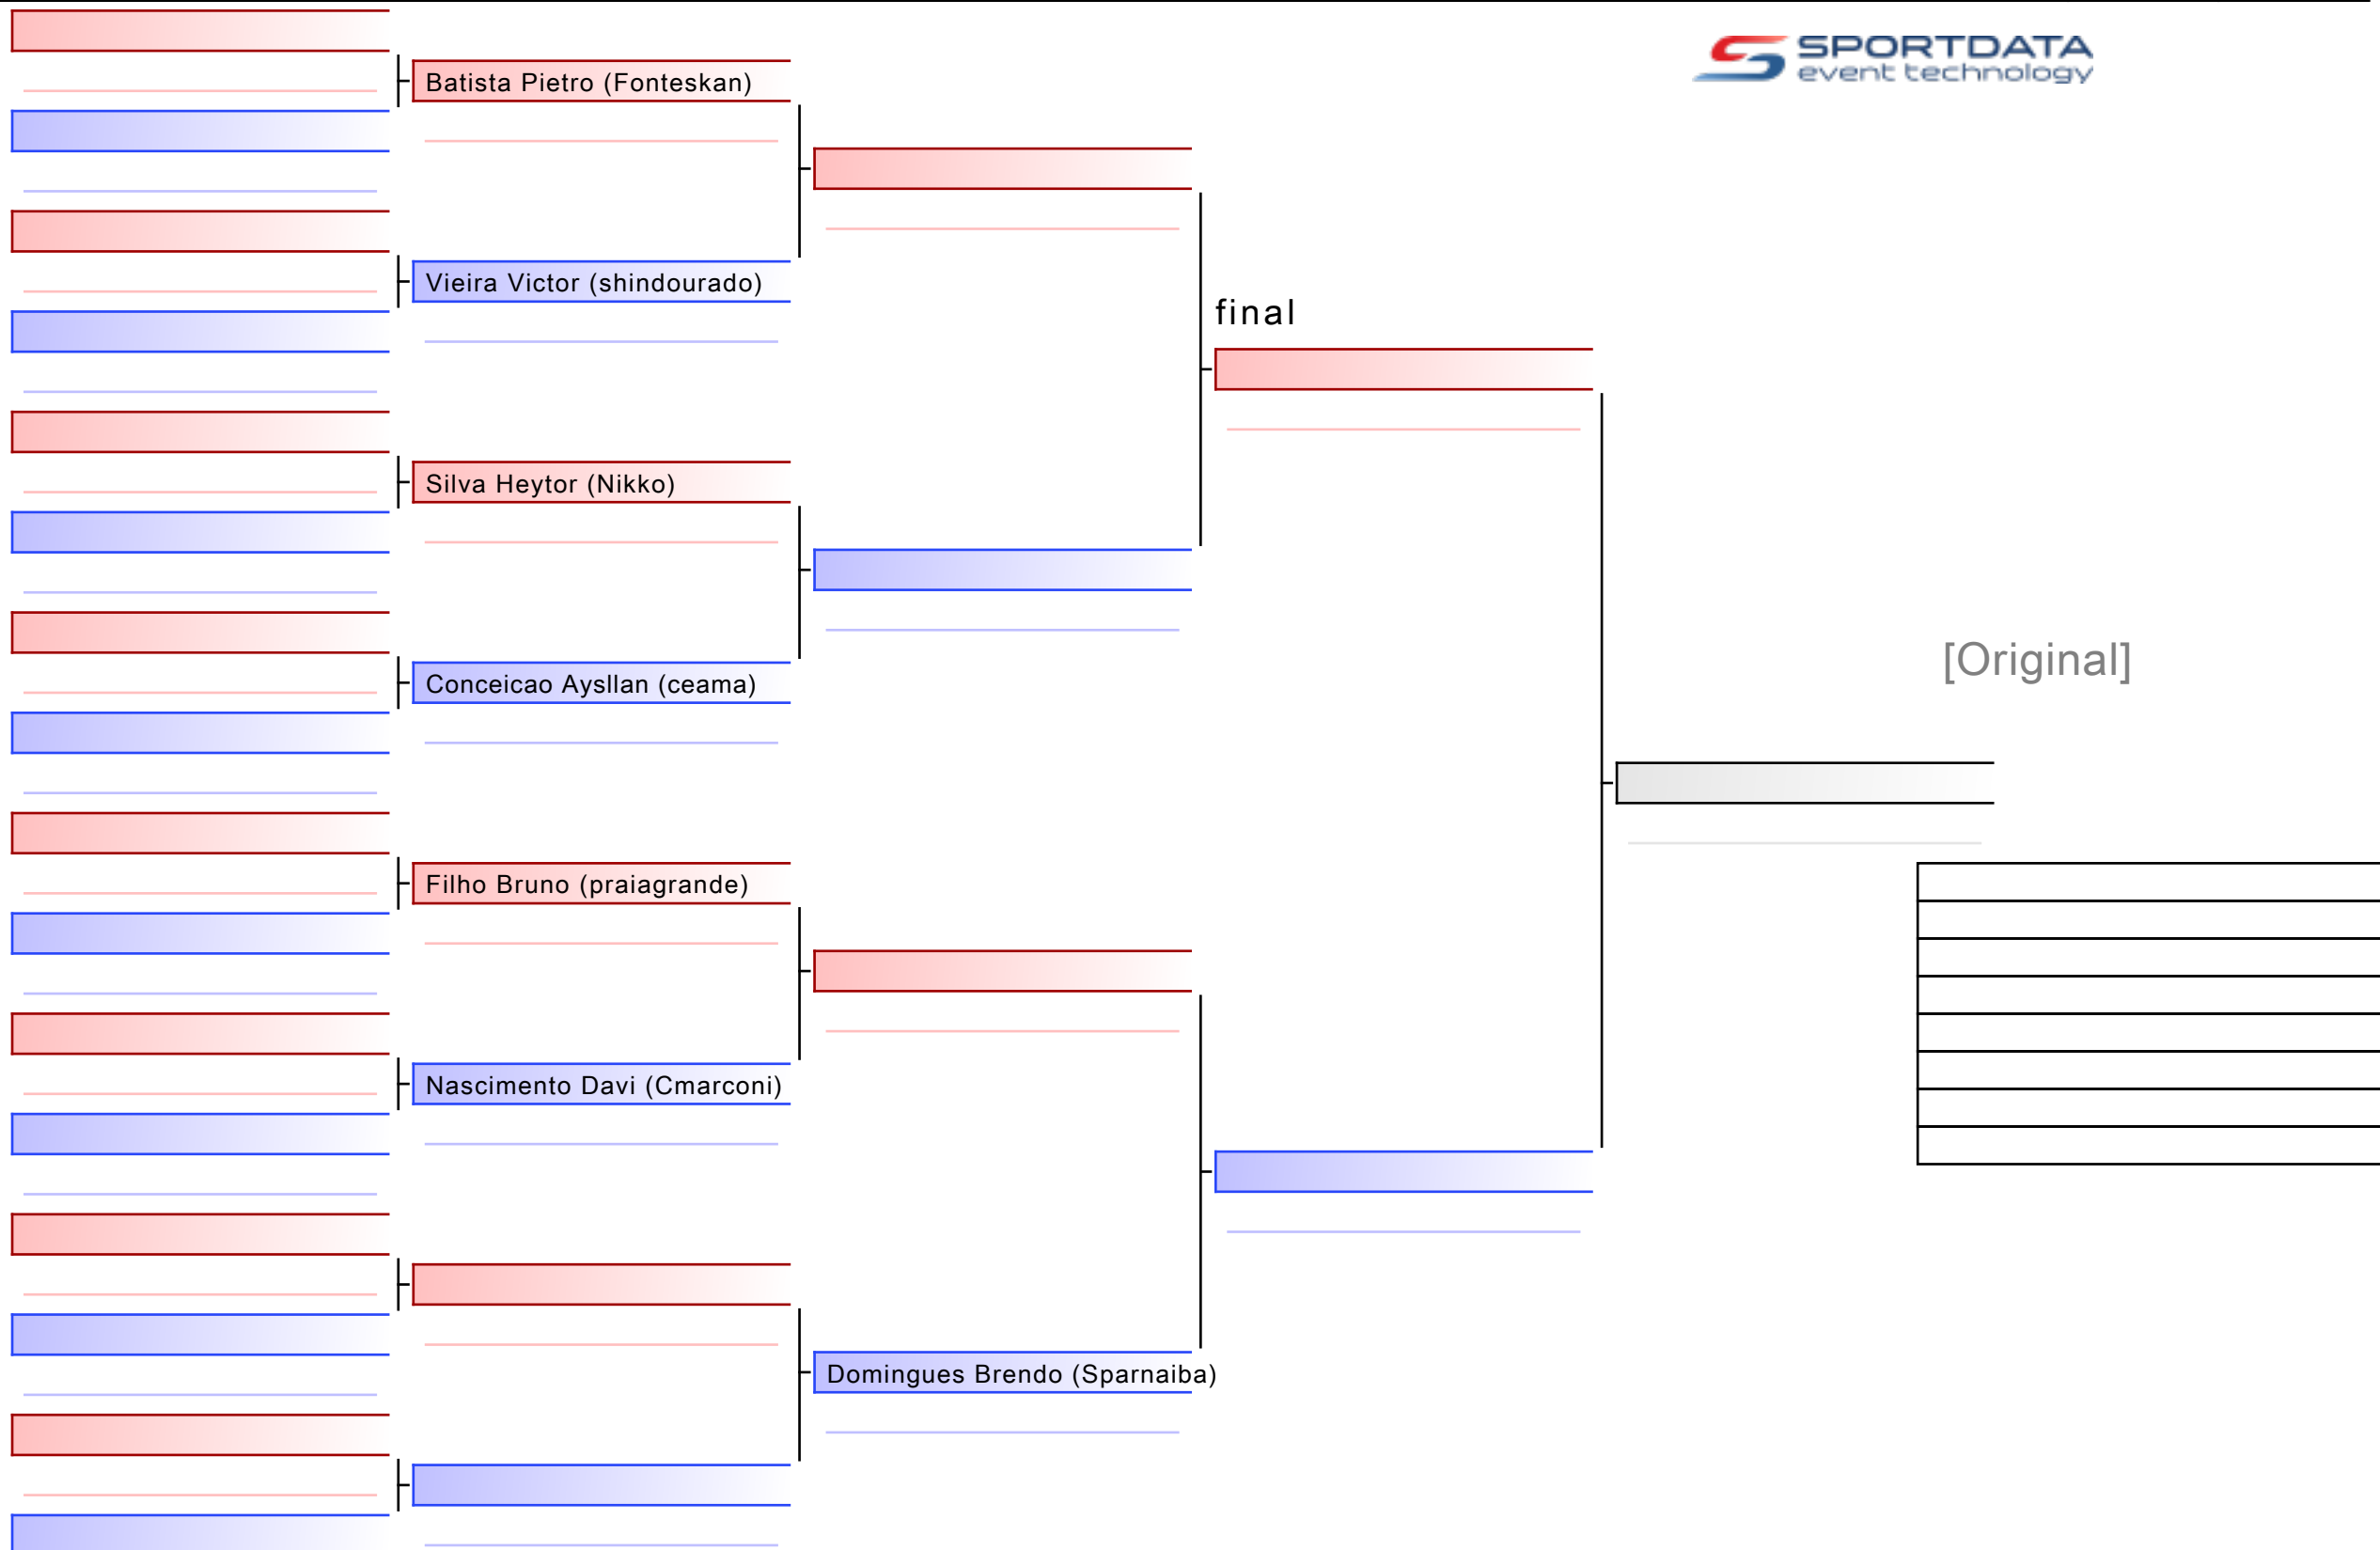 SPORTDATA
event technology
Batista Pietro (Fonteskan)
Vieira Victor (shindourado)
final
Silva Heytor (Nikko)
[Original]
Conceicao Aysllan (ceama)
Filho Bruno (praiagrande)
Nascimento Davi (Cmarconi)
Domingues Brendo (Sparnaiba)